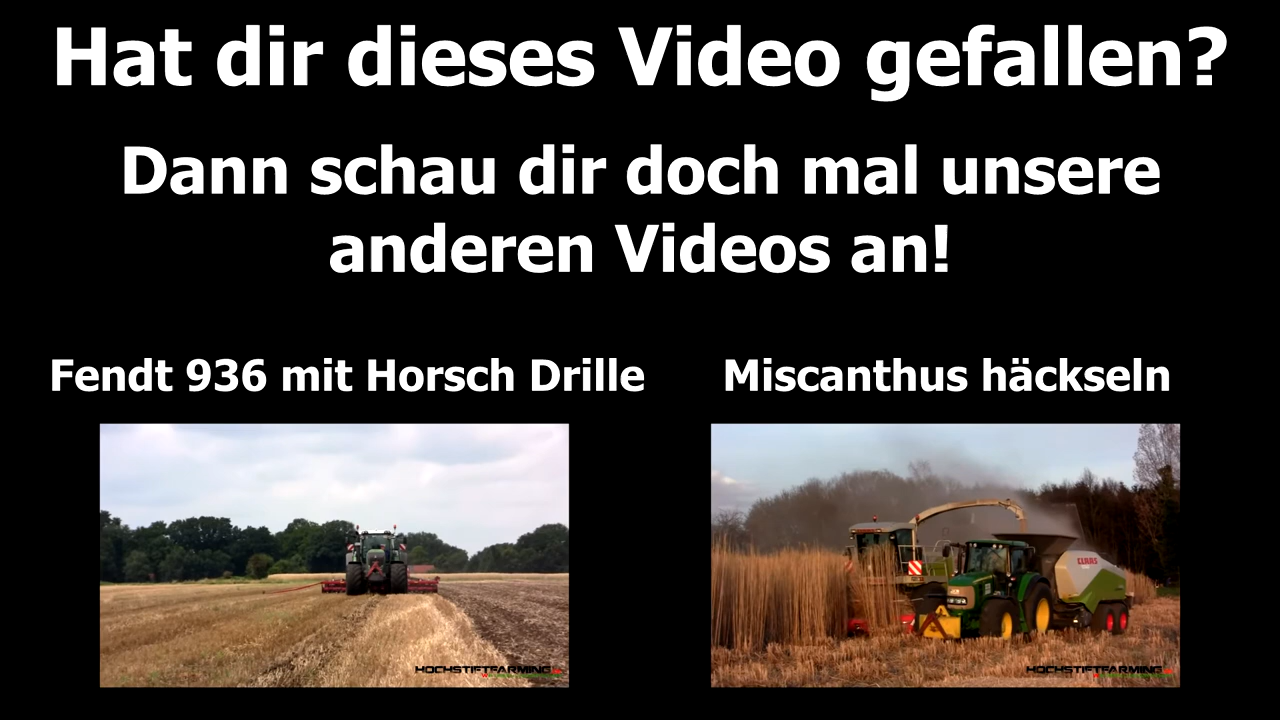 Hat dir dieses Video gefallen?
Dann schau dir doch mal unsere
anderen Videos an!
Fendt 936 mit Horsch Drille
Miscanthus häckseln
CLAAS
HOCHSTIFTFARMING
HOCHSTIFTFARMING